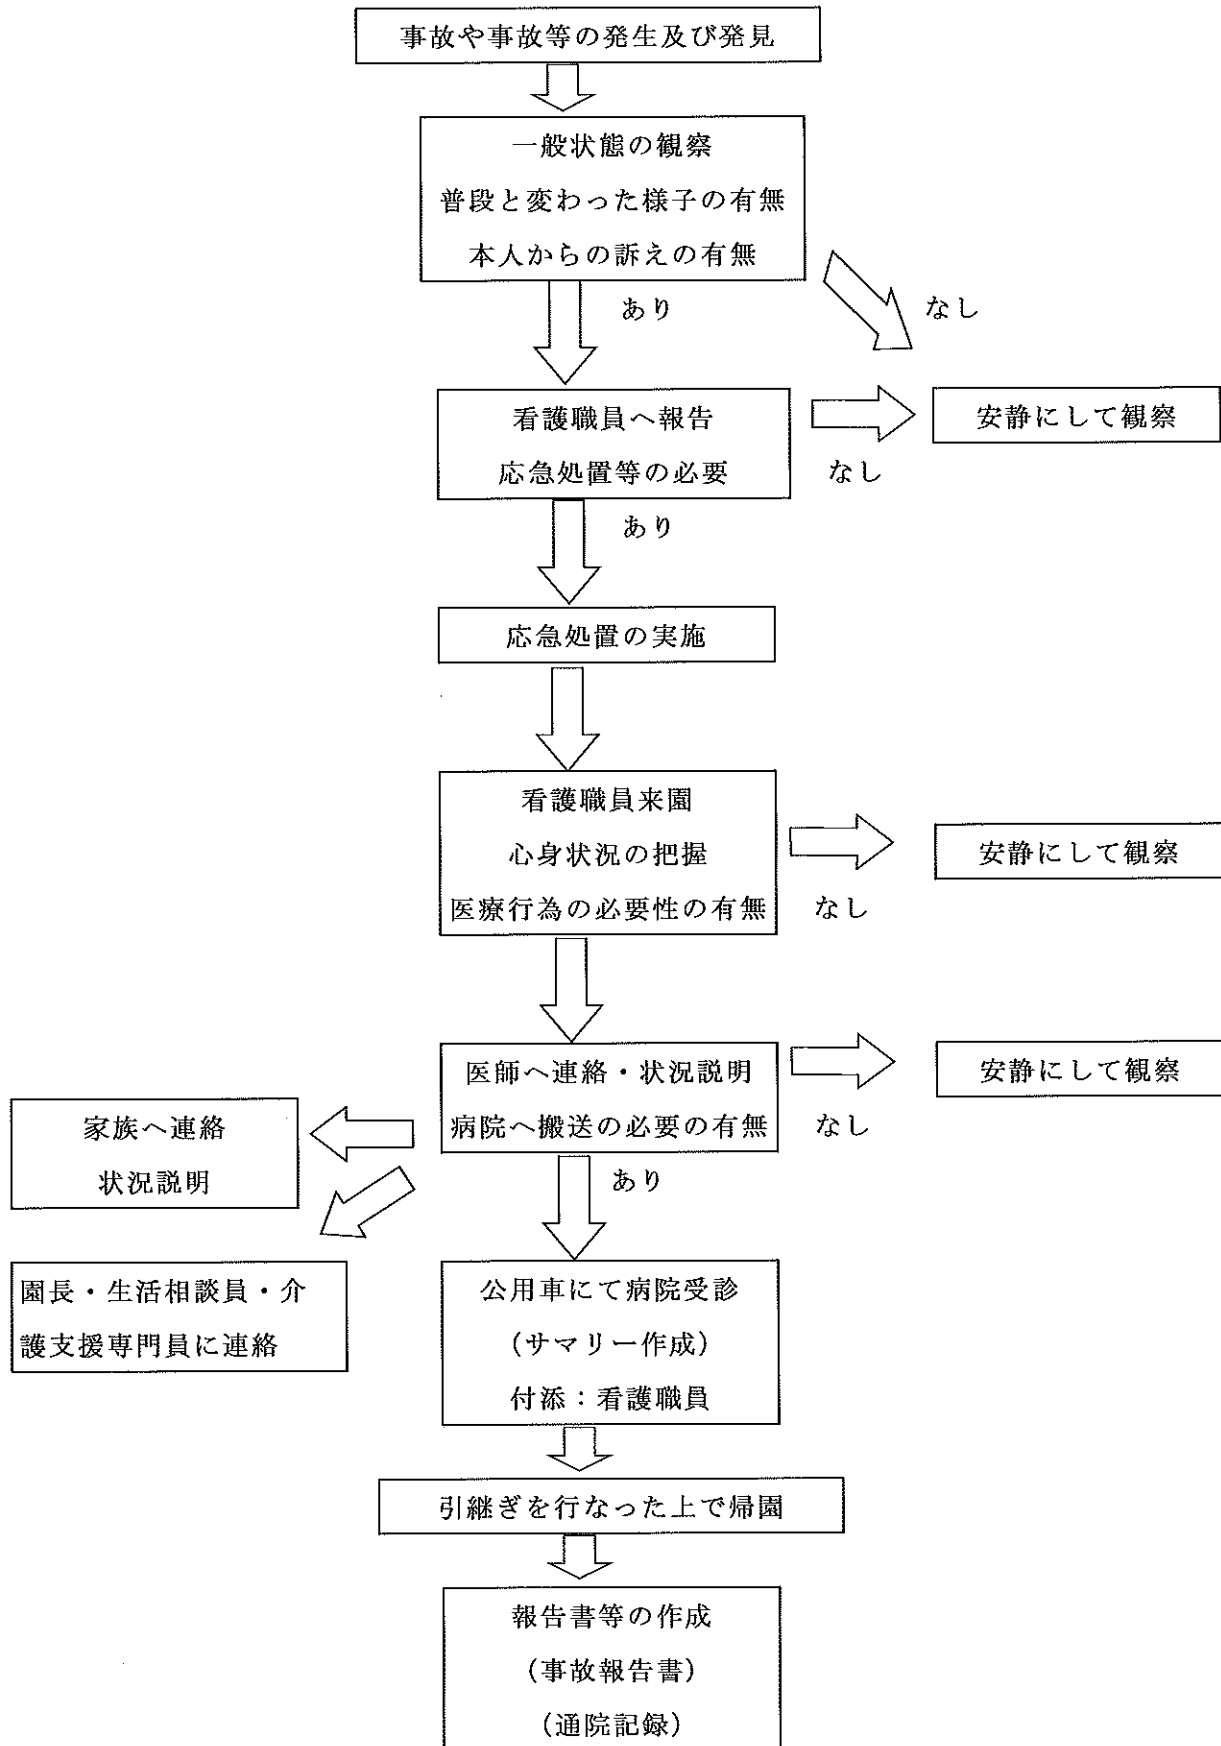 事故や事故等の発生及び発見
一般状態の観察
普段と変わった様子の有無
本人からの訴えの有無
あり
なし
看護職員へ報告
応急処置等の必要
なし
安静にして観察
あり
応急処置の実施
看護職員来園
心身状況の把握
医療行為の必要性の有無
なし
安静にして観察
医師へ連絡・状況説明
病院へ搬送の必要の有無
なし
安静にして観察
家族へ連絡
状況説明
あり
園長・生活相談員・介
護支援専門員に連絡
公用車にて病院受診
(サマリー作成)
付添：看護職員
引継ぎを行なった上で帰園
報告書等の作成
(事故報告書)
(通院記録)